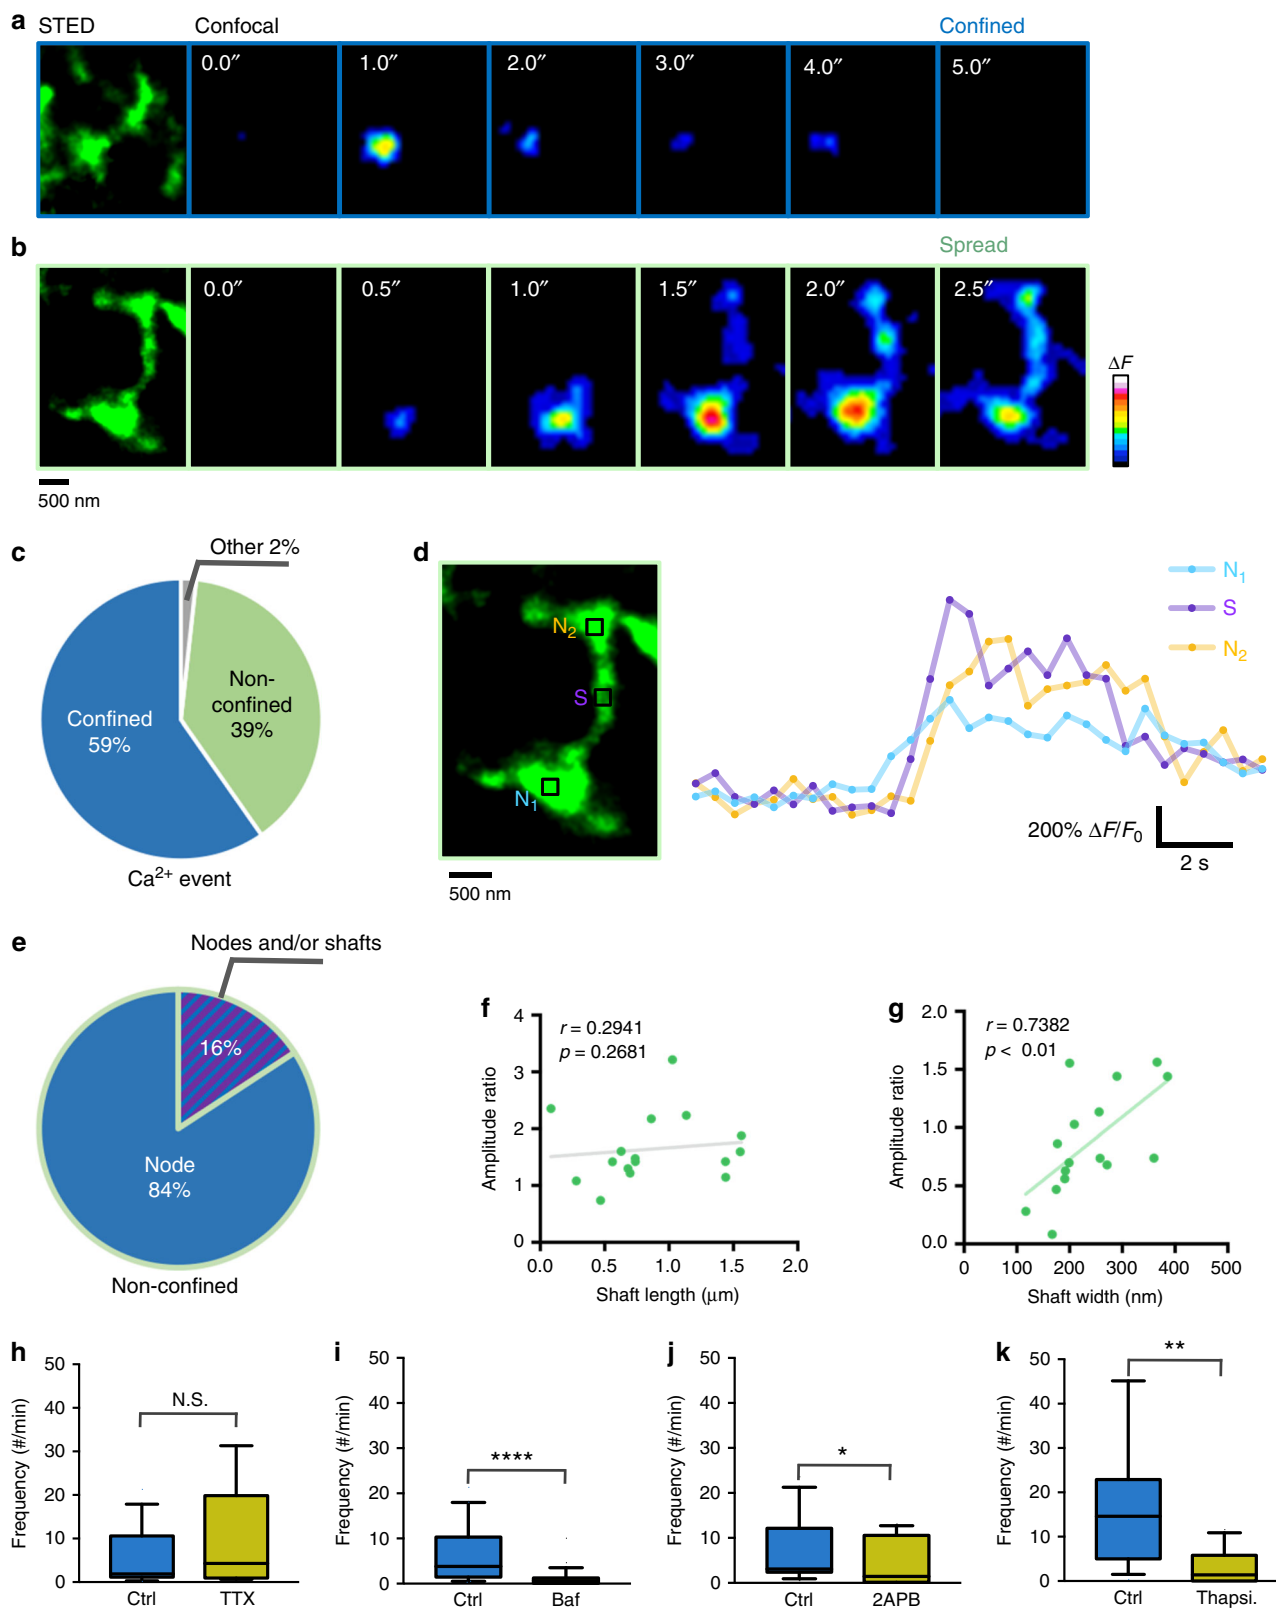 a
STED
Confocal
Confined
0.0″
1.0″
2.0″
3.0″
4.0″
5.0″
b
Spread
0.0″
0.5″
1.0″
1.5″
2.0″
2.5″
ΔF
500 nm
c
Other 2%
Non-
confined
39%
Confined
59%
Ca²⁺ event
d
N₂
S
N₁
500 nm
N₁
S
N₂
200% ΔF/F₀
2 s
e
Nodes and/or shafts
16%
Node
84%
Non-confined
f
r = 0.2941
p = 0.2681
Amplitude ratio
4
3
2
1
0
0.0 0.5 1.0 1.5 2.0
Shaft length (μm)
g
r = 0.7382
p < 0.01
Amplitude ratio
2.0
1.5
1.0
0.5
0.0
0 100 200 300 400 500
Shaft width (nm)
h
Frequency (#/min)
50
40
30
20
10
0
N.S.
Ctrl TTX
i
Frequency (#/min)
50
40
30
20
10
0
****
Ctrl Baf
j
Frequency (#/min)
50
40
30
20
10
0
*
Ctrl 2APB
k
Frequency (#/min)
50
40
30
20
10
0
**
Ctrl Thapsi.